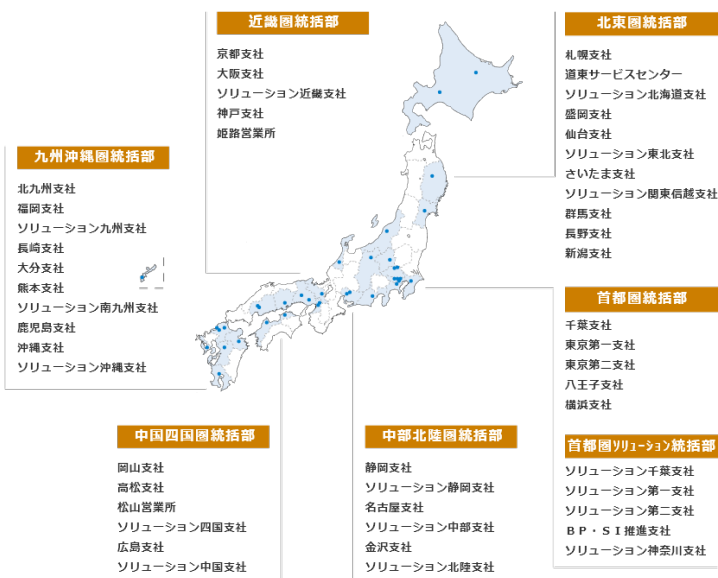 近畿圏統括部
京都支社
大阪支社
ソリューション近畿支社
神戸支社
姫路営業所
北東圏統括部
札幌支社
道東サービスセンター
ソリューション北海道支社
盛岡支社
仙台支社
ソリューション東北支社
さいたま支社
ソリューション関東信越支社
群馬支社
長野支社
新潟支社
九州沖縄圏統括部
北九州支社
福岡支社
ソリューション九州支社
長崎支社
大分支社
熊本支社
ソリューション南九州支社
鹿児島支社
沖縄支社
ソリューション沖縄支社
首都圏統括部
千葉支社
東京第一支社
東京第二支社
八王子支社
横浜支社
中国四国圏統括部
岡山支社
高松支社
松山営業所
ソリューション四国支社
広島支社
ソリューション中国支社
中部北陸圏統括部
静岡支社
ソリューション静岡支社
名古屋支社
ソリューション中部支社
金沢支社
ソリューション北陸支社
首都圏ソリューション統括部
ソリューション千葉支社
ソリューション第一支社
ソリューション第二支社
ＢＰ・ＳＩ推進支社
ソリューション神奈川支社